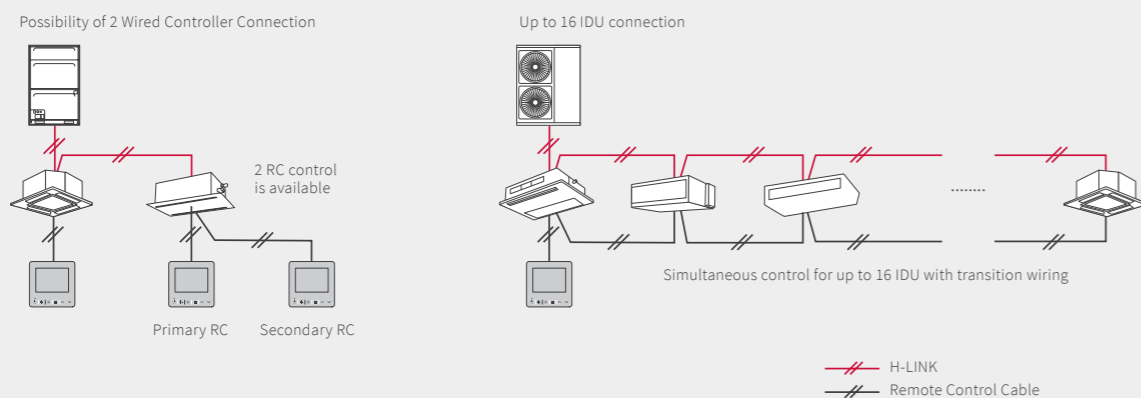 Possibility of 2 Wired Controller Connection
2 RC control
is available
Primary RC
Secondary RC
Up to 16 IDU connection
........
Simultaneous control for up to 16 IDU with transition wiring
H-LINK
Remote Control Cable